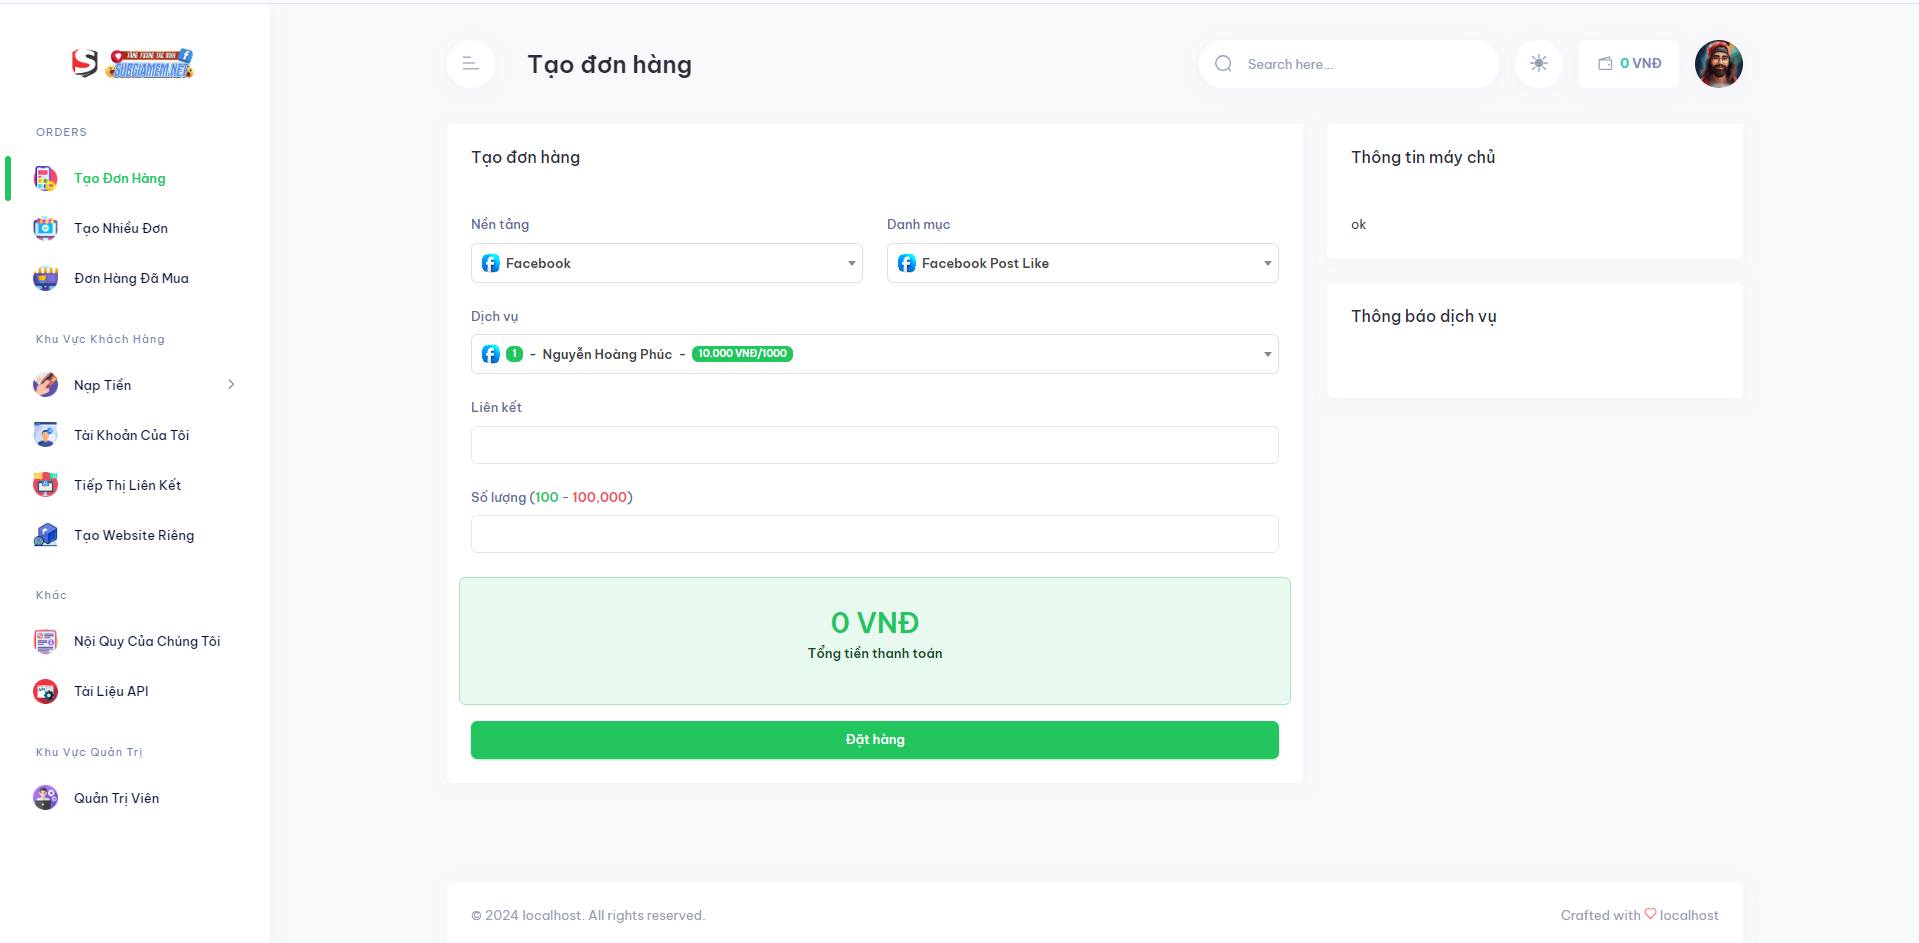 TĂNG TƯƠNG TÁC MXH
SUBGIAMEM.NET
ORDERS
Tạo Đơn Hàng
Tạo Nhiều Đơn
Đơn Hàng Đã Mua
Khu Vực Khách Hàng
Nạp Tiền
Tài Khoản Của Tôi
Tiếp Thị Liên Kết
Tạo Website Riêng
Khác
Nội Quy Của Chúng Tôi
Tài Liệu API
Khu Vực Quản Trị
Quản Trị Viên
Tạo đơn hàng
Search here...
0 VNĐ
Tạo đơn hàng
Nền tảng
Facebook
Danh mục
Facebook Post Like
Dịch vụ
1 - Nguyễn Hoàng Phúc - 10.000 VNĐ/1000
Liên kết
Số lượng (100 - 100,000)
0 VNĐ
Tổng tiền thanh toán
Đặt hàng
Thông tin máy chủ
ok
Thông báo dịch vụ
© 2024 localhost. All rights reserved.
Crafted with localhost